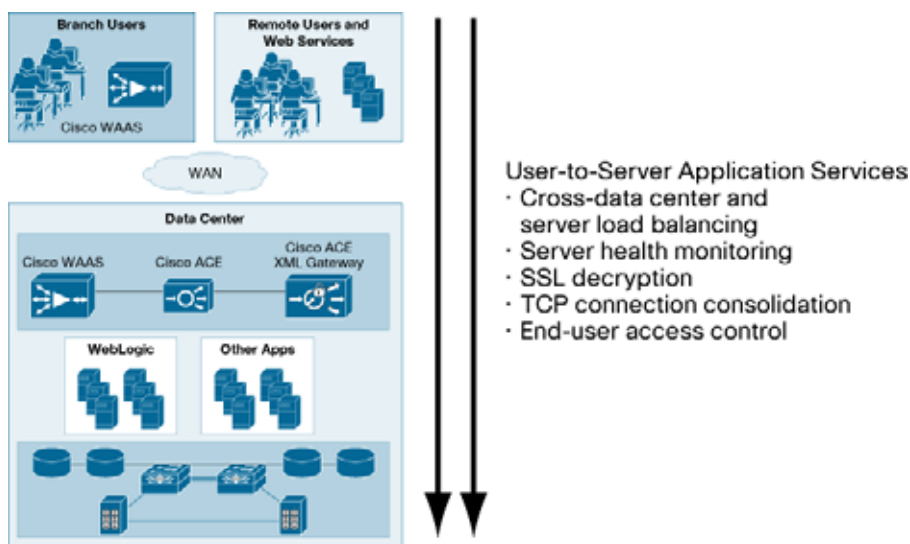 Branch Users
Cisco WAAS
Remote Users and
Web Services
WAN
Data Center
Cisco WAAS
Cisco ACE
Cisco ACE
XML Gateway
WebLogic
Other Apps
User-to-Server Application Services
· Cross-data center and
server load balancing
· Server health monitoring
· SSL decryption
· TCP connection consolidation
· End-user access control